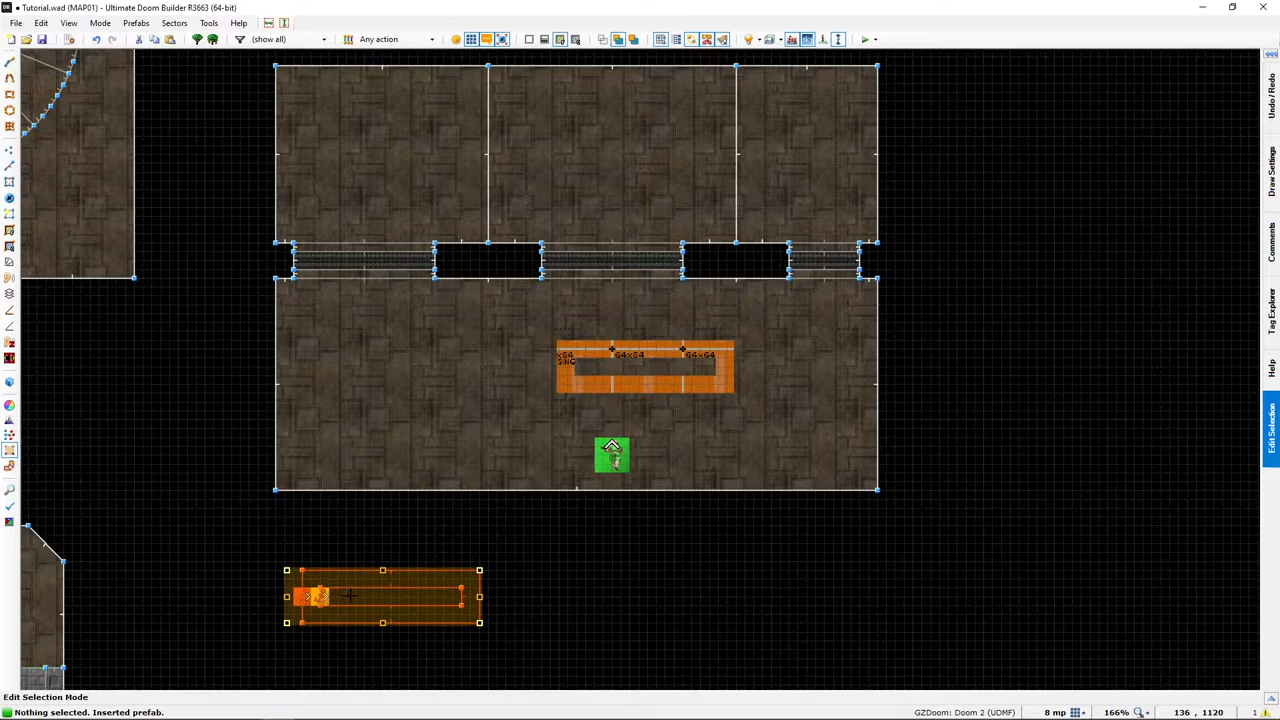 Tutorial.wad (MAP01) - Ultimate Doom Builder R3663 (64-bit)
File Edit View Mode Prefabs Sectors Tools Help
(show all) Any action
Undo / Redo
Draw Settings
Comments
Tag Explorer
Help
Edit Selection
x64 64x64 64x64
Edit Selection Mode
Nothing selected. Inserted prefab. GZDoom: Doom 2 (UDMF) 8 mp 166% 136 , 1120 1